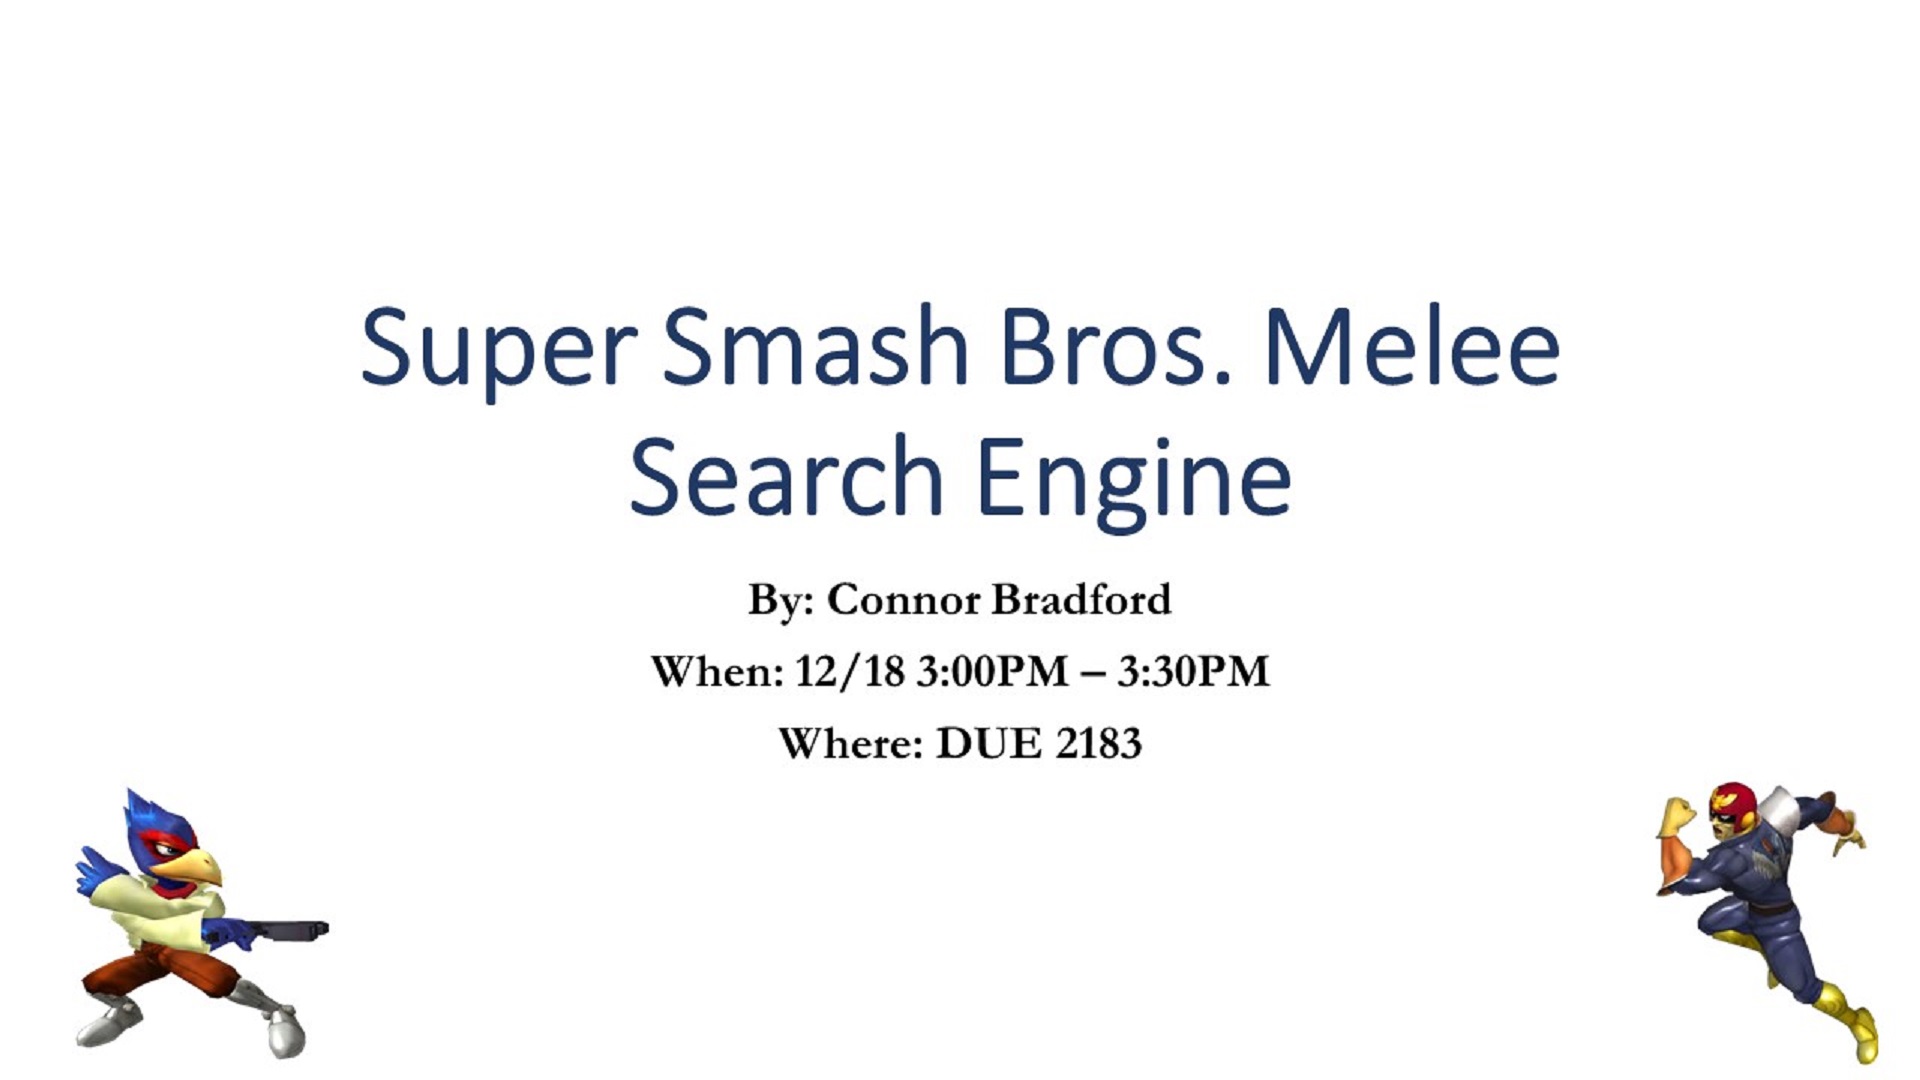 Super Smash Bros. Melee
Search Engine
By: Connor Bradford
When: 12/18 3:00PM – 3:30PM
Where: DUE 2183